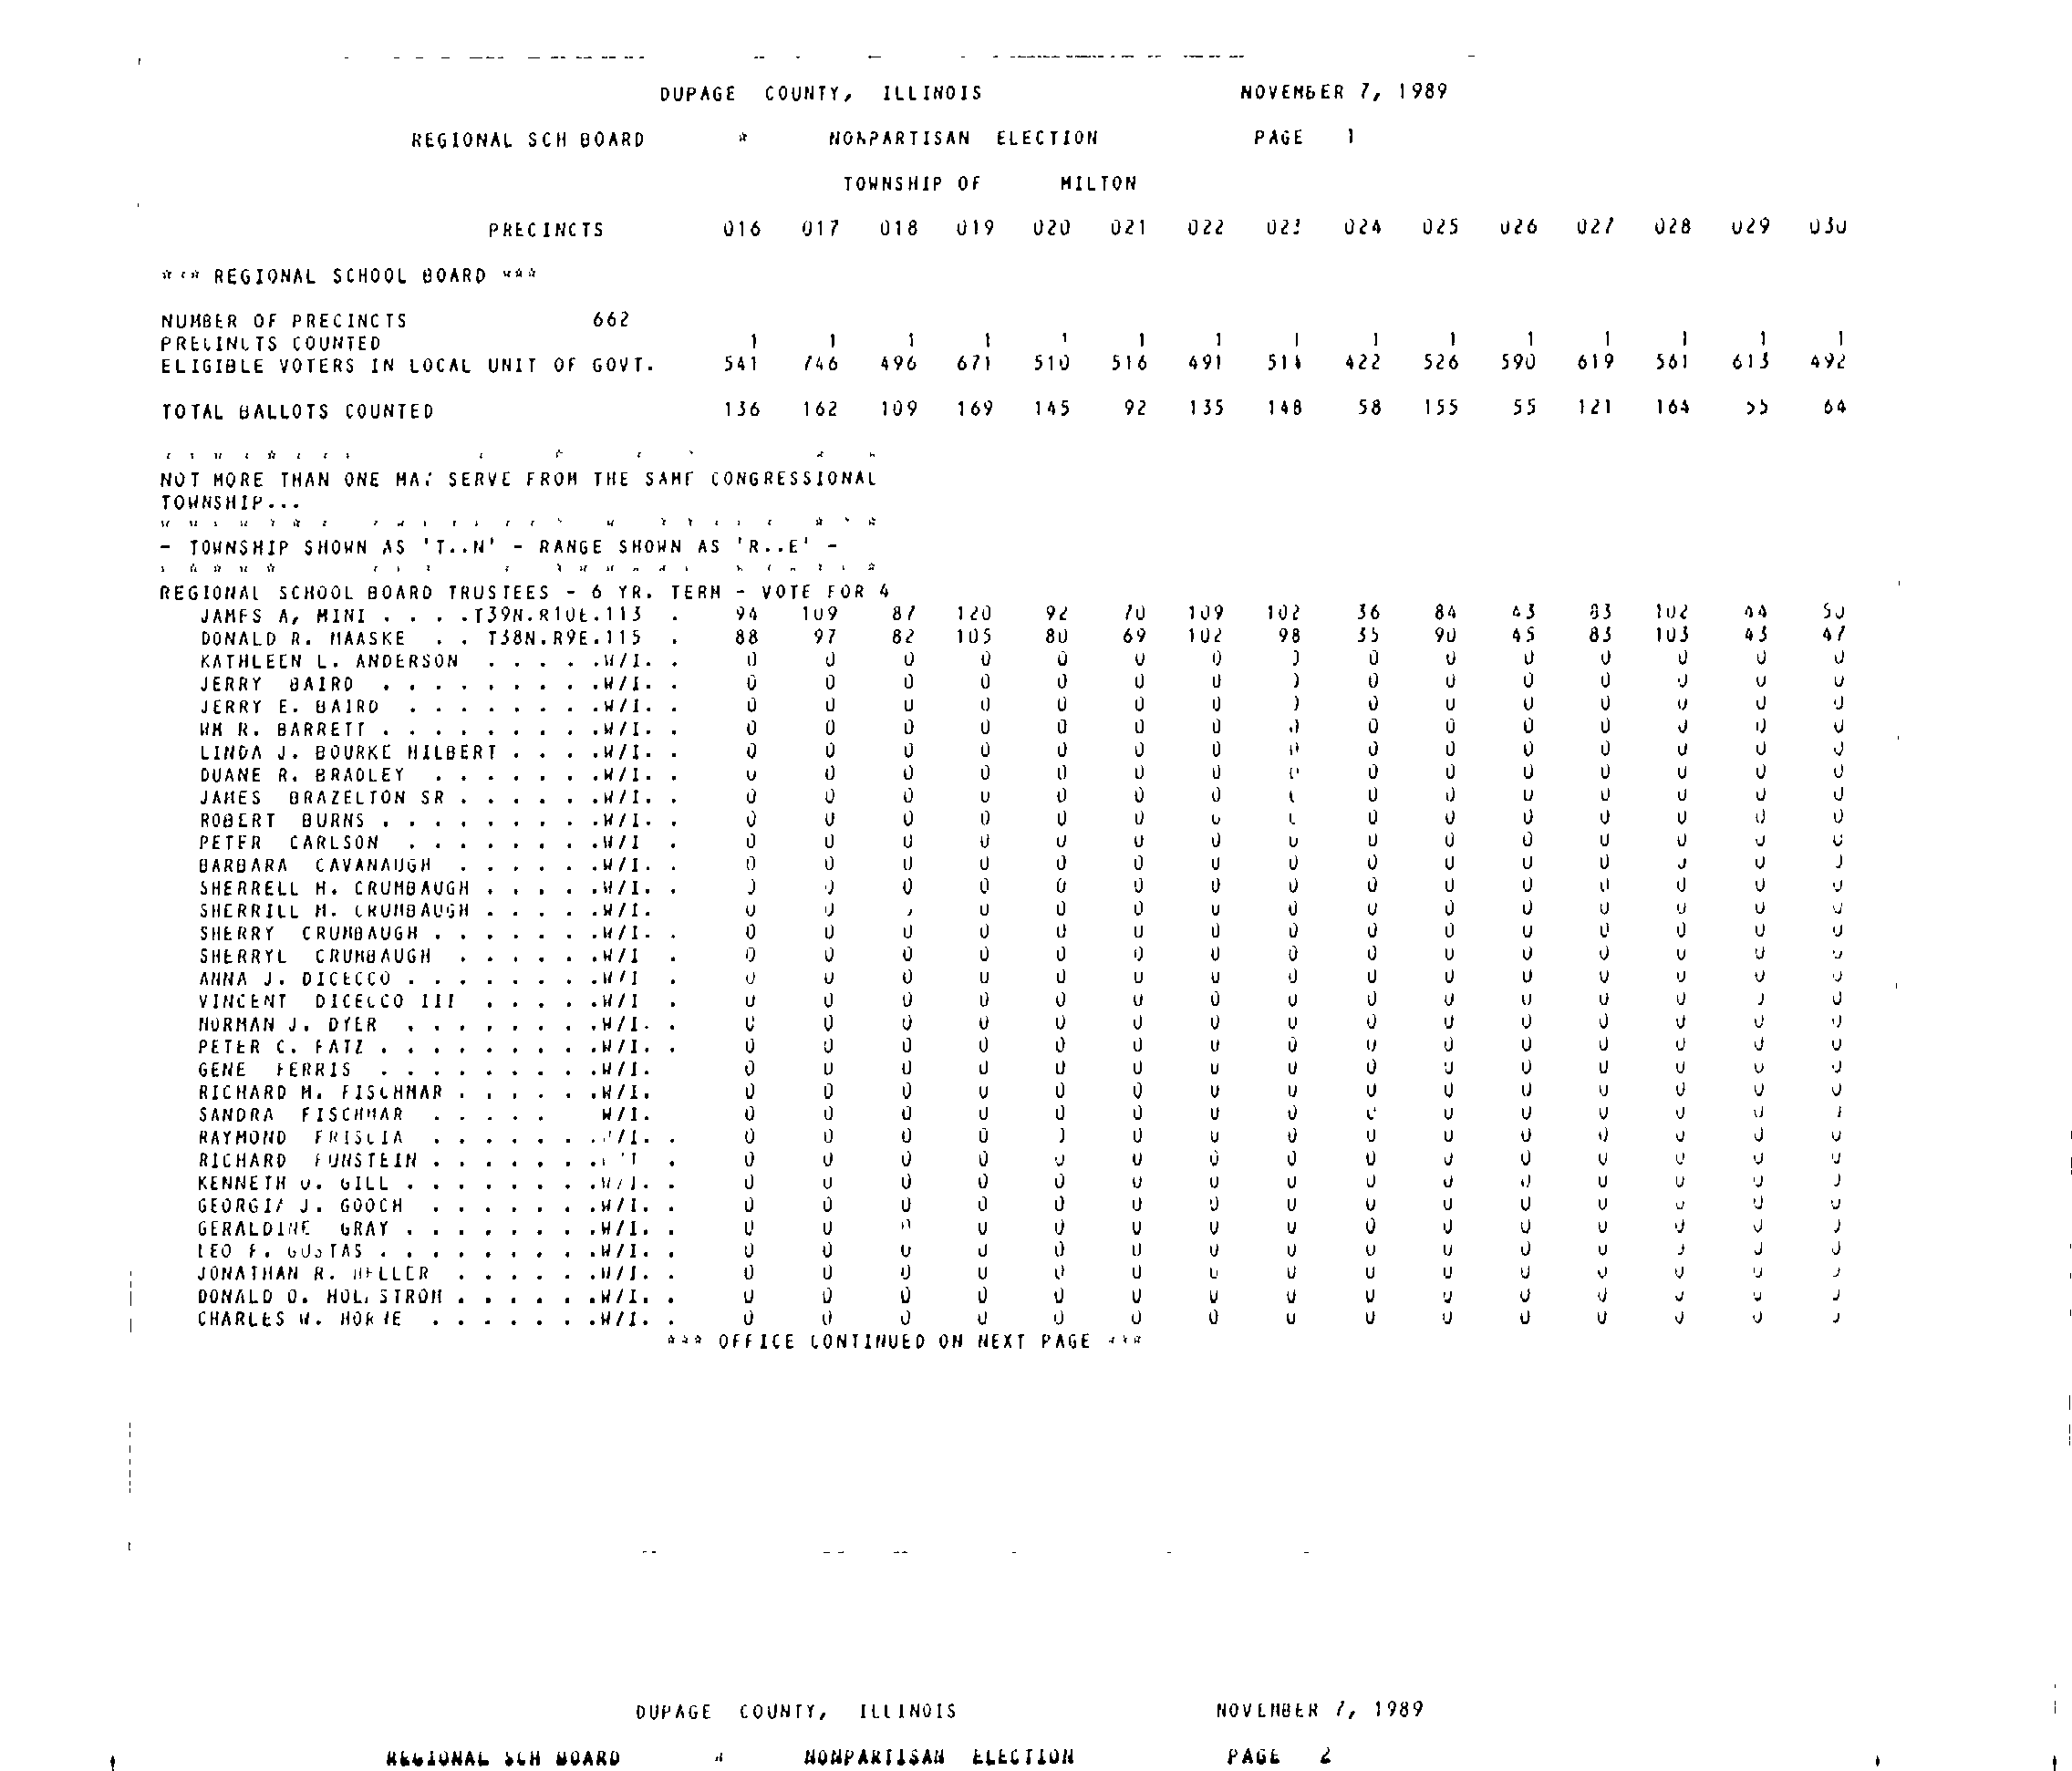 DUPAGE COUNTY, ILLINOIS NOVEMBER 7, 1989
REGIONAL SCH BOARD * NONPARTISAN ELECTION PAGE 1
TOWNSHIP OF MILTON
PRECINCTS 016 017 018 019 020 021 022 023 024 025 026 027 028 029 030
*** REGIONAL SCHOOL BOARD ***
NUMBER OF PRECINCTS 662
PRECINCTS COUNTED 1 1 1 1 1 1 1 1 1 1 1 1 1 1 1
ELIGIBLE VOTERS IN LOCAL UNIT OF GOVT. 541 746 496 671 510 516 491 514 422 526 590 619 561 613 492
TOTAL BALLOTS COUNTED 136 162 109 169 145 92 135 148 58 155 55 121 164 55 64
NOT MORE THAN ONE MAY SERVE FROM THE SAME CONGRESSIONAL
TOWNSHIP...
- TOWNSHIP SHOWN AS 'T..N' - RANGE SHOWN AS 'R..E' -
REGIONAL SCHOOL BOARD TRUSTEES - 6 YR. TERM - VOTE FOR 4
JAMES A, MINI . . . .T39N.R10E.113 . 94 109 87 120 92 70 109 102 36 84 43 83 102 44 50
DONALD R. MAASKE . . T38N.R9E.115 . 88 97 82 105 80 69 102 98 35 90 45 83 103 43 47
KATHLEEN L. ANDERSON . . . . .W/I. . 0 0 0 0 0 0 0 0 0 0 0 0 0 0 0
JERRY BAIRD . . . . . . . . .W/I. . 0 0 0 0 0 0 0 0 0 0 0 0 0 0 0
JERRY E. BAIRD . . . . . . . .W/I. . 0 0 0 0 0 0 0 0 0 0 0 0 0 0 0
WM R. BARRETT . . . . . . . . .W/I. . 0 0 0 0 0 0 0 0 0 0 0 0 0 0 0
LINDA J. BOURKE HILBERT . . . .W/I. . 0 0 0 0 0 0 0 0 0 0 0 0 0 0 0
DUANE R. BRADLEY . . . . . . .W/I. . 0 0 0 0 0 0 0 0 0 0 0 0 0 0 0
JAMES BRAZELTON SR . . . . . .W/I. . 0 0 0 0 0 0 0 0 0 0 0 0 0 0 0
ROBERT BURNS . . . . . . . . .W/I. . 0 0 0 0 0 0 0 0 0 0 0 0 0 0 0
PETER CARLSON . . . . . . . .W/I . 0 0 0 0 0 0 0 0 0 0 0 0 0 0 0
BARBARA CAVANAUGH . . . . . .W/I. . 0 0 0 0 0 0 0 0 0 0 0 0 0 0 0
SHERRELL M. CRUMBAUGH . . . . .W/I. . 0 0 0 0 0 0 0 0 0 0 0 0 0 0 0
SHERRILL M. CRUMBAUGH . . . . .W/I. 0 0 0 0 0 0 0 0 0 0 0 0 0 0
SHERRY CRUMBAUGH . . . . . . .W/I. . 0 0 0 0 0 0 0 0 0 0 0 0 0 0 0
SHERRYL CRUMBAUGH . . . . . .W/I . 0 0 0 0 0 0 0 0 0 0 0 0 0 0 0
ANNA J. DICECCO . . . . . . . .W/I . 0 0 0 0 0 0 0 0 0 0 0 0 0 0 0
VINCENT DICECCO III . . . . .W/I . 0 0 0 0 0 0 0 0 0 0 0 0 0 0 0
NORMAN J. DYER . . . . . . . .W/I. . 0 0 0 0 0 0 0 0 0 0 0 0 0 0 0
PETER C. FATZ . . . . . . . . .W/I. . 0 0 0 0 0 0 0 0 0 0 0 0 0 0 0
GENE FERRIS . . . . . . . . .W/I. 0 0 0 0 0 0 0 0 0 0 0 0 0 0 0
RICHARD M. FISCHMAR . . . . . .W/I. 0 0 0 0 0 0 0 0 0 0 0 0 0 0 0
SANDRA FISCHMAR . . . . . W/I. 0 0 0 0 0 0 0 0 0 0 0 0 0 0
RAYMOND FRISCIA . . . . . . .W/I. . 0 0 0 0 0 0 0 0 0 0 0 0 0 0 0
RICHARD FUNSTEIN . . . . . . . . 0 0 0 0 0 0 0 0 0 0 0 0 0 0 0
KENNETH O. GILL . . . . . . . .W/I. . 0 0 0 0 0 0 0 0 0 0 0 0 0 0 0
GEORGIA J. GOOCH . . . . . . .W/I. . 0 0 0 0 0 0 0 0 0 0 0 0 0 0 0
GERALDINE GRAY . . . . . . . .W/I. . 0 0 0 0 0 0 0 0 0 0 0 0 0 0 0
LEO F. GUSTAS . . . . . . . . .W/I. . 0 0 0 0 0 0 0 0 0 0 0 0 0 0 0
JONATHAN R. HELLER . . . . . .W/I. . 0 0 0 0 0 0 0 0 0 0 0 0 0 0 0
DONALD O. HOLMSTROM . . . . . .W/I. . 0 0 0 0 0 0 0 0 0 0 0 0 0 0 0
CHARLES W. HORNE . . . . . . .W/I. . 0 0 0 0 0 0 0 0 0 0 0 0 0 0 0
*** OFFICE CONTINUED ON NEXT PAGE ***
DUPAGE COUNTY, ILLINOIS NOVEMBER 7, 1989
REGIONAL SCH BOARD * NONPARTISAN ELECTION PAGE 2